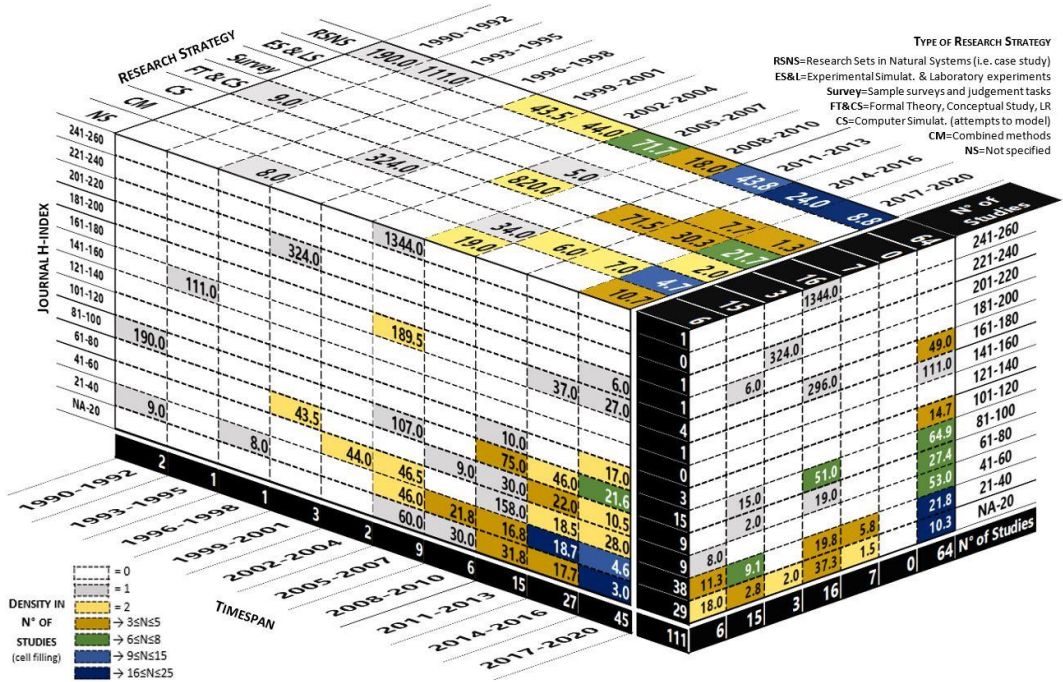 RESEARCH STRATEGY
NS
CM
CS
FT & CS
Survey
ES & LS
RSNS
1990-1992
1993-1995
1996-1998
1999-2001
2002-2004
2005-2007
2008-2010
2011-2013
2014-2016
2017-2020
TYPE OF RESEARCH STRATEGY
RSNS=Research Sets in Natural Systems (i.e. case study)
ES&L=Experimental Simulat. & Laboratory experiments
Survey=Sample surveys and judgement tasks
FT&CS=Formal Theory, Conceptual Study, LR
CS=Computer Simulat. (attempts to model)
CM=Combined methods
NS=Not specified
190.0 111.0 43.5 44.0 71.7 18.0 43.8 24.0 8.8
9.0 324.0 820.0 5.0
8.0 34.0 71.5 30.3 7.7 1.3
19.0 6.0 7.0 21.7
4.7 2.0
10.7
JOURNAL H-INDEX
241-260
221-240
201-220
181-200
161-180
141-160
121-140
101-120
81-100
61-80
41-60
21-40
NA-20
1344.0
324.0
111.0
189.5
190.0
37.0 6.0
27.0
43.5 107.0 10.0
9.0 75.0 17.0
8.0 44.0 46.5 9.0 30.0 46.0 21.6
46.0 21.8 158.0 22.0 10.5
60.0 30.0 16.8 18.5 28.0
31.8 18.7 4.6
17.7 3.0
2 1 1 3 2 9 6 15 27 45
1990-1992
1993-1995
1996-1998
1999-2001
2002-2004
2005-2007
2008-2010
2011-2013
2014-2016
2017-2020
TIMESPAN
N° of Studies
6 15 3 16 7 0 64
241-260
221-240
201-220
181-200
161-180
141-160
121-140
101-120
81-100
61-80
41-60
21-40
NA-20
N° of Studies
1
0
1
1
4
1
0
3
15
9
9
38
29
111
1344.0
324.0 49.0
6.0 296.0 111.0
14.7
64.9
51.0 27.4
15.0 19.0 53.0
8.0 2.0 21.8
11.3 9.1 19.8 5.8 10.3
18.0 2.8 2.0 37.3 1.5
6 15 3 16 7 0 64
DENSITY IN
N° OF
STUDIES
(cell filling)
= 0
= 1
= 2
→ 3≤N≤5
→ 6≤N≤8
→ 9≤N≤15
→ 16≤N≤25